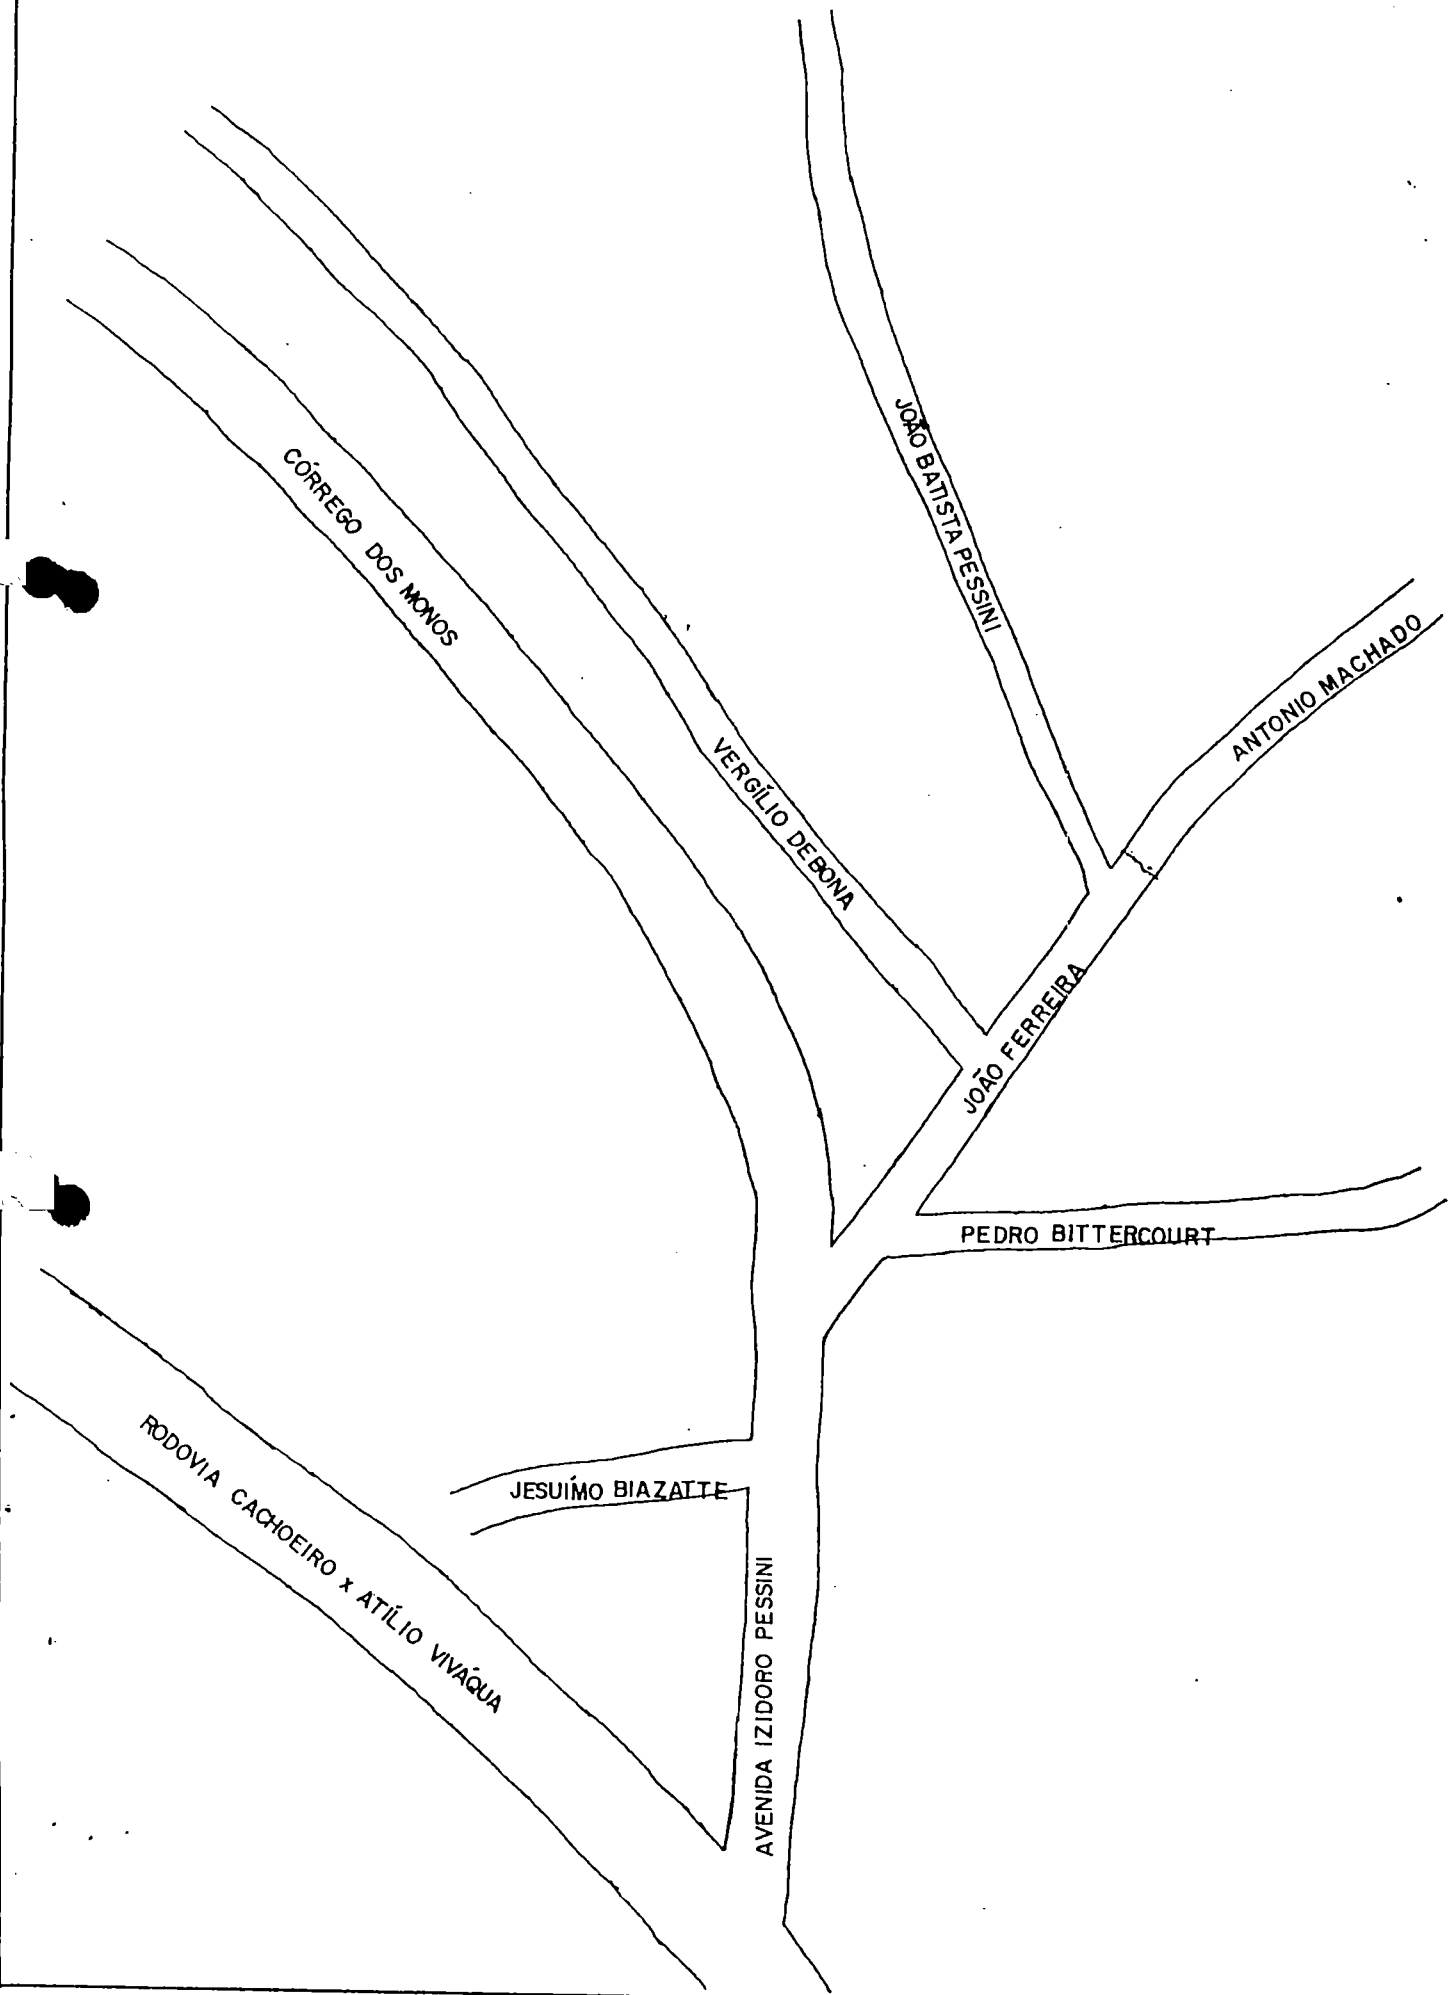 JOÃO BATISTA PESSINI
CÓRREGO DOS MONOS
ANTONIO MACHADO
VERGÍLIO DEBONA
JOÃO FERREIRA
PEDRO BITTERCOURT
RODOVIA CACHOEIRO x ATÍLIO VIVÁQUA
JESUÍMO BIAZATTE
AVENIDA IZIDORO PESSINI